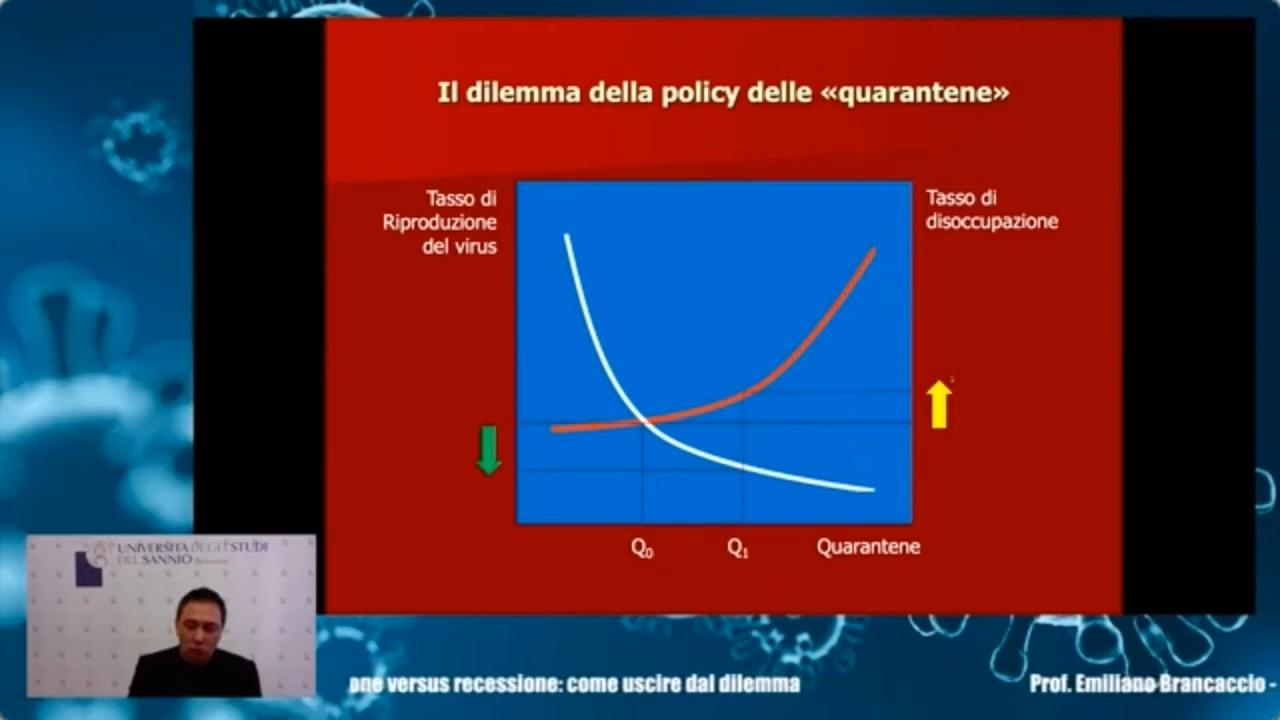 Il dilemma della policy delle «quarantene»
Tasso di
Riproduzione
del virus
Tasso di
disoccupazione
Q₀
Q₁
Quarantene
UNIVERSITÀ DEGLI STUDI
DEL SANNIO Benevento
one versus recessione: come uscire dal dilemma
Prof. Emiliano Brancaccio -